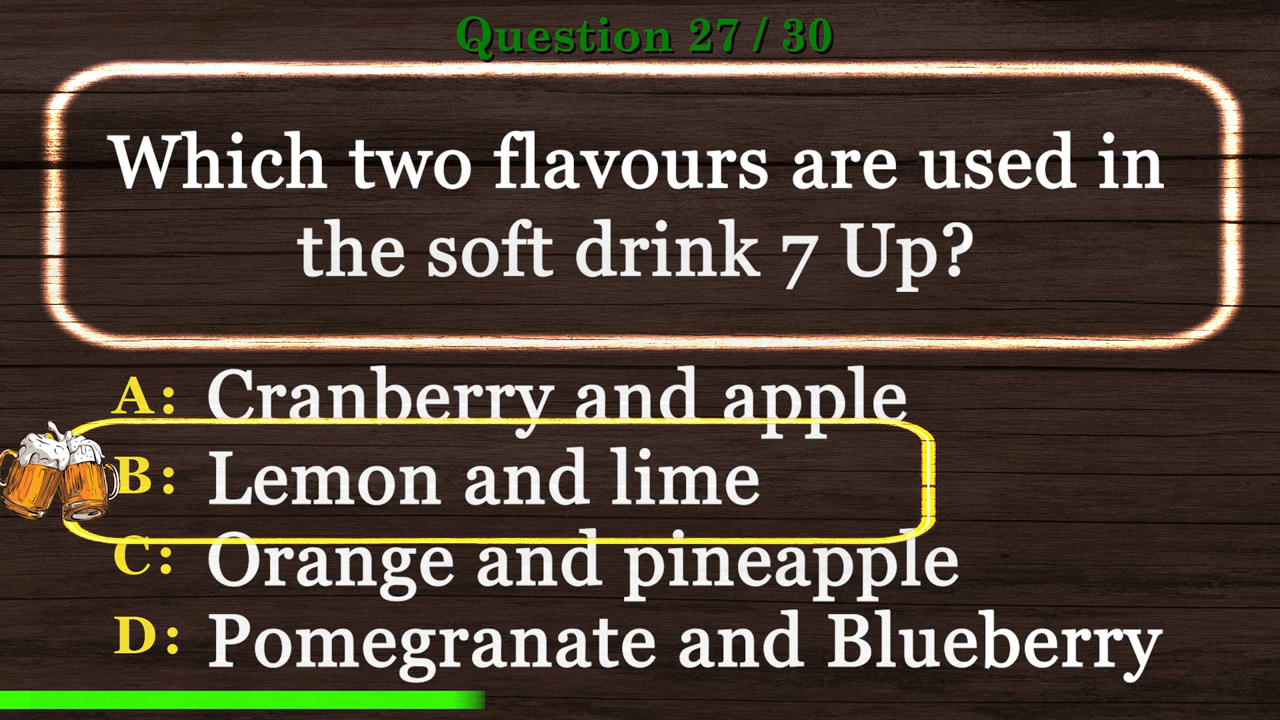 Question 27 / 30
Which two flavours are used in
the soft drink 7 Up?
A: Cranberry and apple
B: Lemon and lime
C: Orange and pineapple
D: Pomegranate and Blueberry